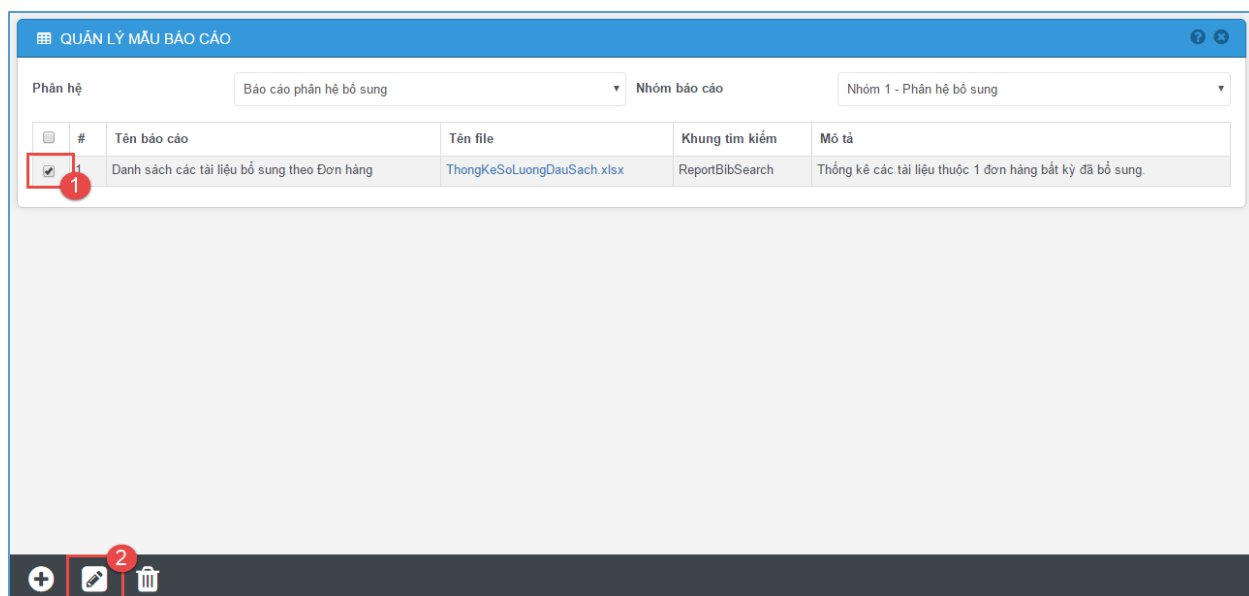 QUẢN LÝ MẪU BÁO CÁO
Phân hệ Báo cáo phân hệ bổ sung Nhóm báo cáo Nhóm 1 - Phân hệ bổ sung
# Tên báo cáo Tên file Khung tìm kiếm Mô tả
1 Danh sách các tài liệu bổ sung theo Đơn hàng ThongKeSoLuongDauSach.xlsx ReportBibSearch Thống kê các tài liệu thuộc 1 đơn hàng bất kỳ đã bổ sung.
1
2